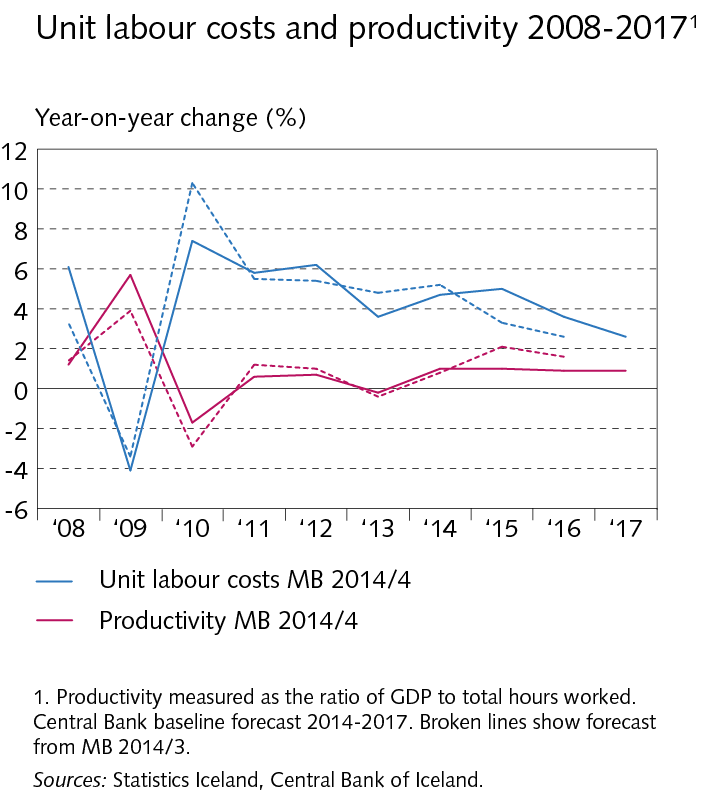 Unit labour costs and productivity 2008-2017¹
Year-on-year change (%)
12
10
8
6
4
2
0
-2
-4
-6
‘08 ‘09 ‘10 ‘11 ‘12 ‘13 ‘14 ‘15 ‘16 ‘17
Unit labour costs MB 2014/4
Productivity MB 2014/4
1. Productivity measured as the ratio of GDP to total hours worked.
Central Bank baseline forecast 2014-2017. Broken lines show forecast
from MB 2014/3.
Sources: Statistics Iceland, Central Bank of Iceland.